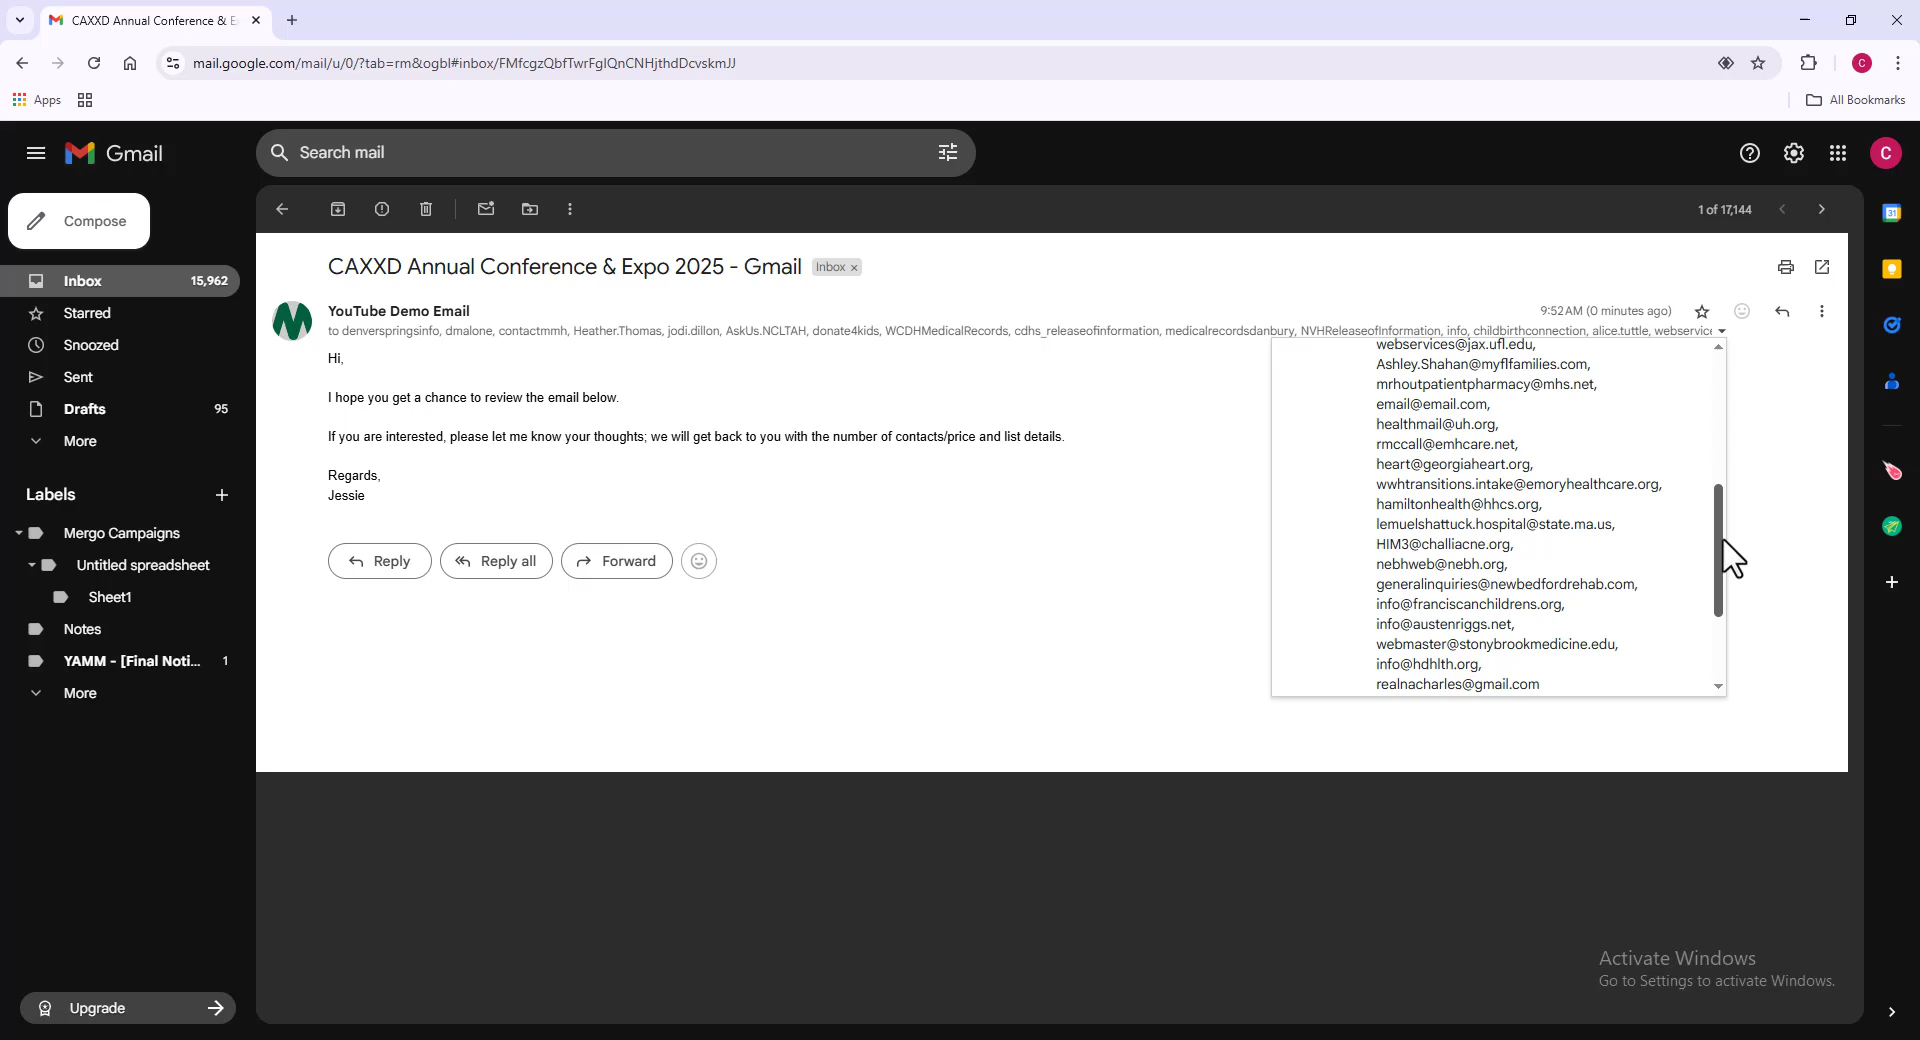 CAXXD Annual Conference & E
mail.google.com/mail/u/0/?tab=rm&ogbl#inbox/FMfcgzQbfTwrFglQnCNHjthdDcvskmJJ
C
Apps
All Bookmarks
Gmail
Search mail
C
Compose
1 of 17,144
Inbox 15,962
Starred
Snoozed
Sent
Drafts 95
More
Labels
Mergo Campaigns
Untitled spreadsheet
Sheet1
Notes
YAMM - [Final Noti... 1
More
Upgrade
CAXXD Annual Conference & Expo 2025 - Gmail Inbox x
YouTube Demo Email 9:52 AM (0 minutes ago)
to denverspringsinfo, dmalone, contactmmh, Heather.Thomas, jodi.dillon, AskUs.NCLTAH, donate4kids, WCDHMedicalRecords, cdhs_releaseofinformation, medicalrecordsdanbury, NVHReleaseofInformation, info, childbirthconnection, alice.tuttle, webservic
Hi,
I hope you get a chance to review the email below.
If you are interested, please let me know your thoughts; we will get back to you with the number of contacts/price and list details.
Regards,
Jessie
Reply Reply all Forward
webservices@jax.ufl.edu,
Ashley.Shahan@myflfamilies.com,
mrhoutpatientpharmacy@mhs.net,
email@email.com,
healthmail@uh.org,
rmccall@emhcare.net,
heart@georgiaheart.org,
wwhtransitions.intake@emoryhealthcare.org,
hamiltonhealth@hhcs.org,
lemuelshattuck.hospital@state.ma.us,
HIM3@challiacne.org,
nebhweb@nebh.org,
generalinquiries@newbedfordrehab.com,
info@franciscanchildrens.org,
info@austenriggs.net,
webmaster@stonybrookmedicine.edu,
info@hdhlth.org,
realnacharles@gmail.com
31
Activate Windows
Go to Settings to activate Windows.